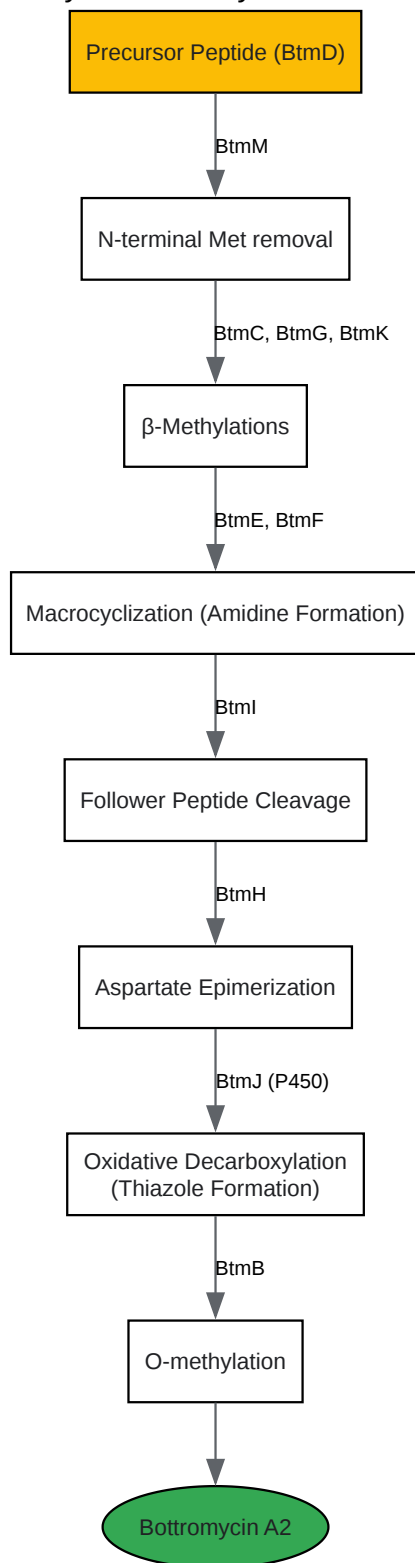 Precursor Peptide (BtmD)
BtmM
N-terminal Met removal
BtmC, BtmG, BtmK
β-Methylations
BtmE, BtmF
Macrocyclization (Amidine Formation)
BtmI
Follower Peptide Cleavage
BtmH
Aspartate Epimerization
BtmJ (P450)
Oxidative Decarboxylation
(Thiazole Formation)
BtmB
O-methylation
Bottromycin A2